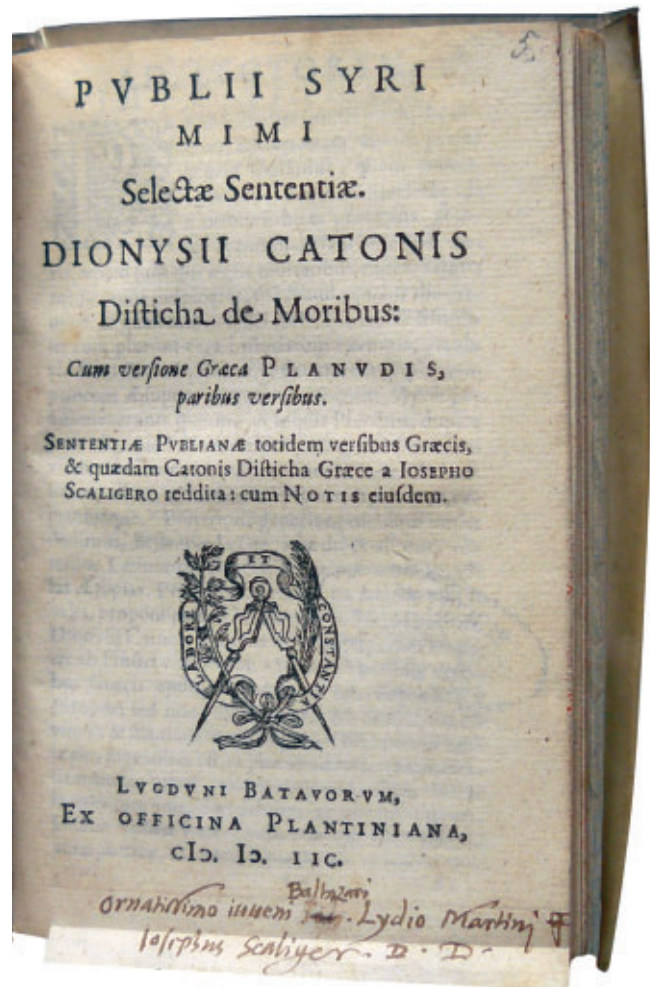 5.
PVBLII SYRI
MIMI
Selectæ Sententiæ.
DIONYSII CATONIS
Diſticha de Moribus:
Cum verſione Græca PLANVDIS,
paribus verſibus.
SENTENTIÆ PVBLIANÆ totidem verſibus Græcis,
& quædam Catonis Diſticha Græce a IOSEPHO
SCALIGERO reddita: cum NOTIS eiuſdem.
LABORE ET CONSTANTIA
LVGDVNI BATAVORVM,
EX OFFICINA PLANTINIANA,
cIↃ. IↃ. IIC.
Balthazari
ornatissimo iuueni Lydio Martini F
Iosephus Scaliger. D. D.